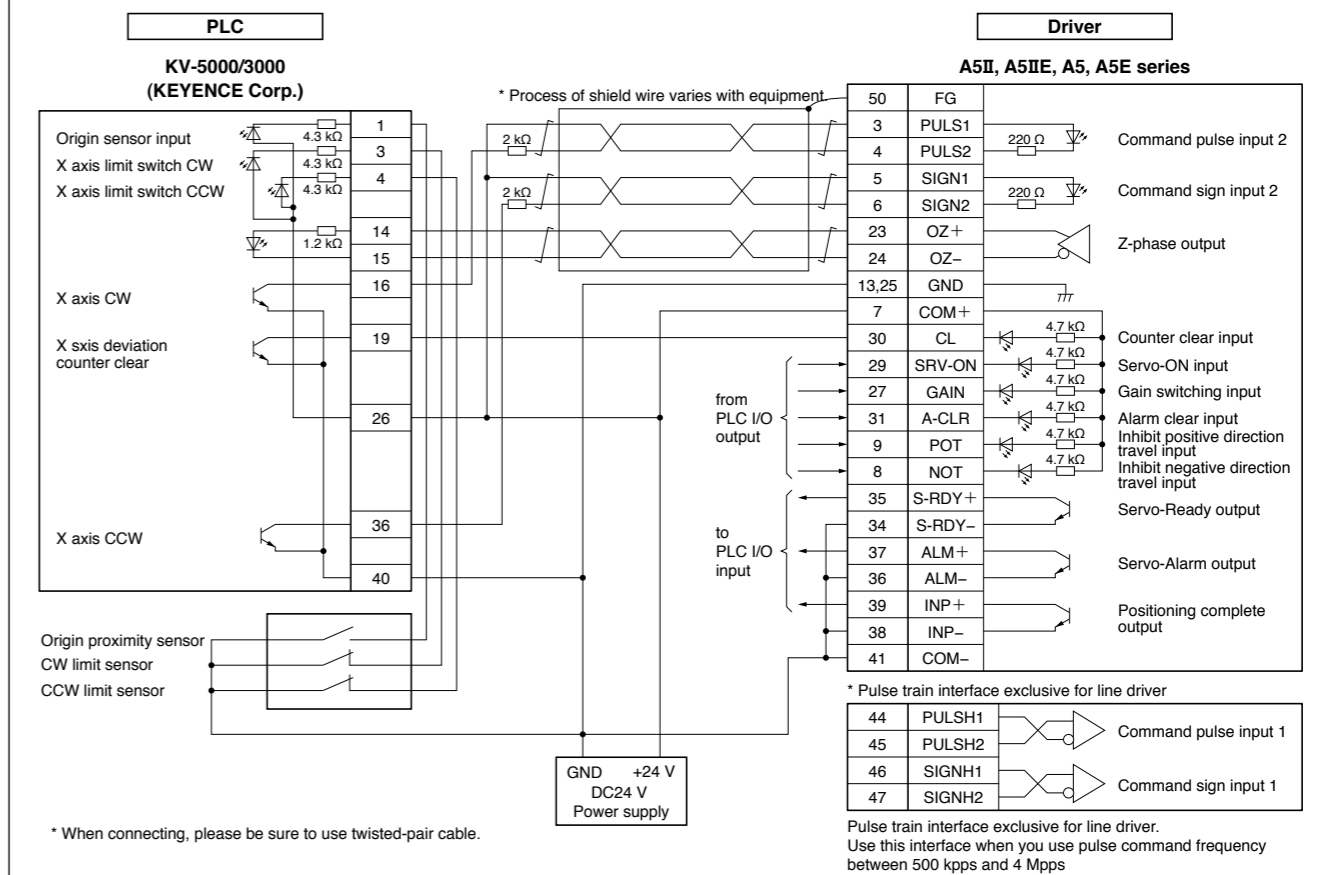 PLC
Driver
KV-5000/3000
(KEYENCE Corp.)
A5II, A5IIE, A5, A5E series
* Process of shield wire varies with equipment.
50 FG
Origin sensor input 4.3 kΩ 1
3 PULS1
2 kΩ 4 PULS2 220 Ω Command pulse input 2
X axis limit switch CW 4.3 kΩ 3
X axis limit switch CCW 4.3 kΩ 4
5 SIGN1
2 kΩ 6 SIGN2 220 Ω Command sign input 2
1.2 kΩ 14
15
23 OZ+
24 OZ−
Z-phase output
X axis CW 16
13,25 GND
7 COM+
X sxis deviation
counter clear
19
30 CL 4.7 kΩ Counter clear input
29 SRV-ON 4.7 kΩ Servo-ON input
27 GAIN 4.7 kΩ Gain switching input
from
PLC I/O
output
26
31 A-CLR 4.7 kΩ Alarm clear input
9 POT 4.7 kΩ Inhibit positive direction
travel input
8 NOT 4.7 kΩ Inhibit negative direction
travel input
35 S-RDY+
34 S-RDY−
Servo-Ready output
X axis CCW 36
to
PLC I/O
input
37 ALM+
36 ALM−
Servo-Alarm output
40
39 INP+
38 INP−
Positioning complete
output
41 COM−
Origin proximity sensor
CW limit sensor
CCW limit sensor
* Pulse train interface exclusive for line driver
44 PULSH1
45 PULSH2
Command pulse input 1
46 SIGNH1
47 SIGNH2
Command sign input 1
GND +24 V
DC24 V
Power supply
* When connecting, please be sure to use twisted-pair cable.
Pulse train interface exclusive for line driver.
Use this interface when you use pulse command frequency
between 500 kpps and 4 Mpps